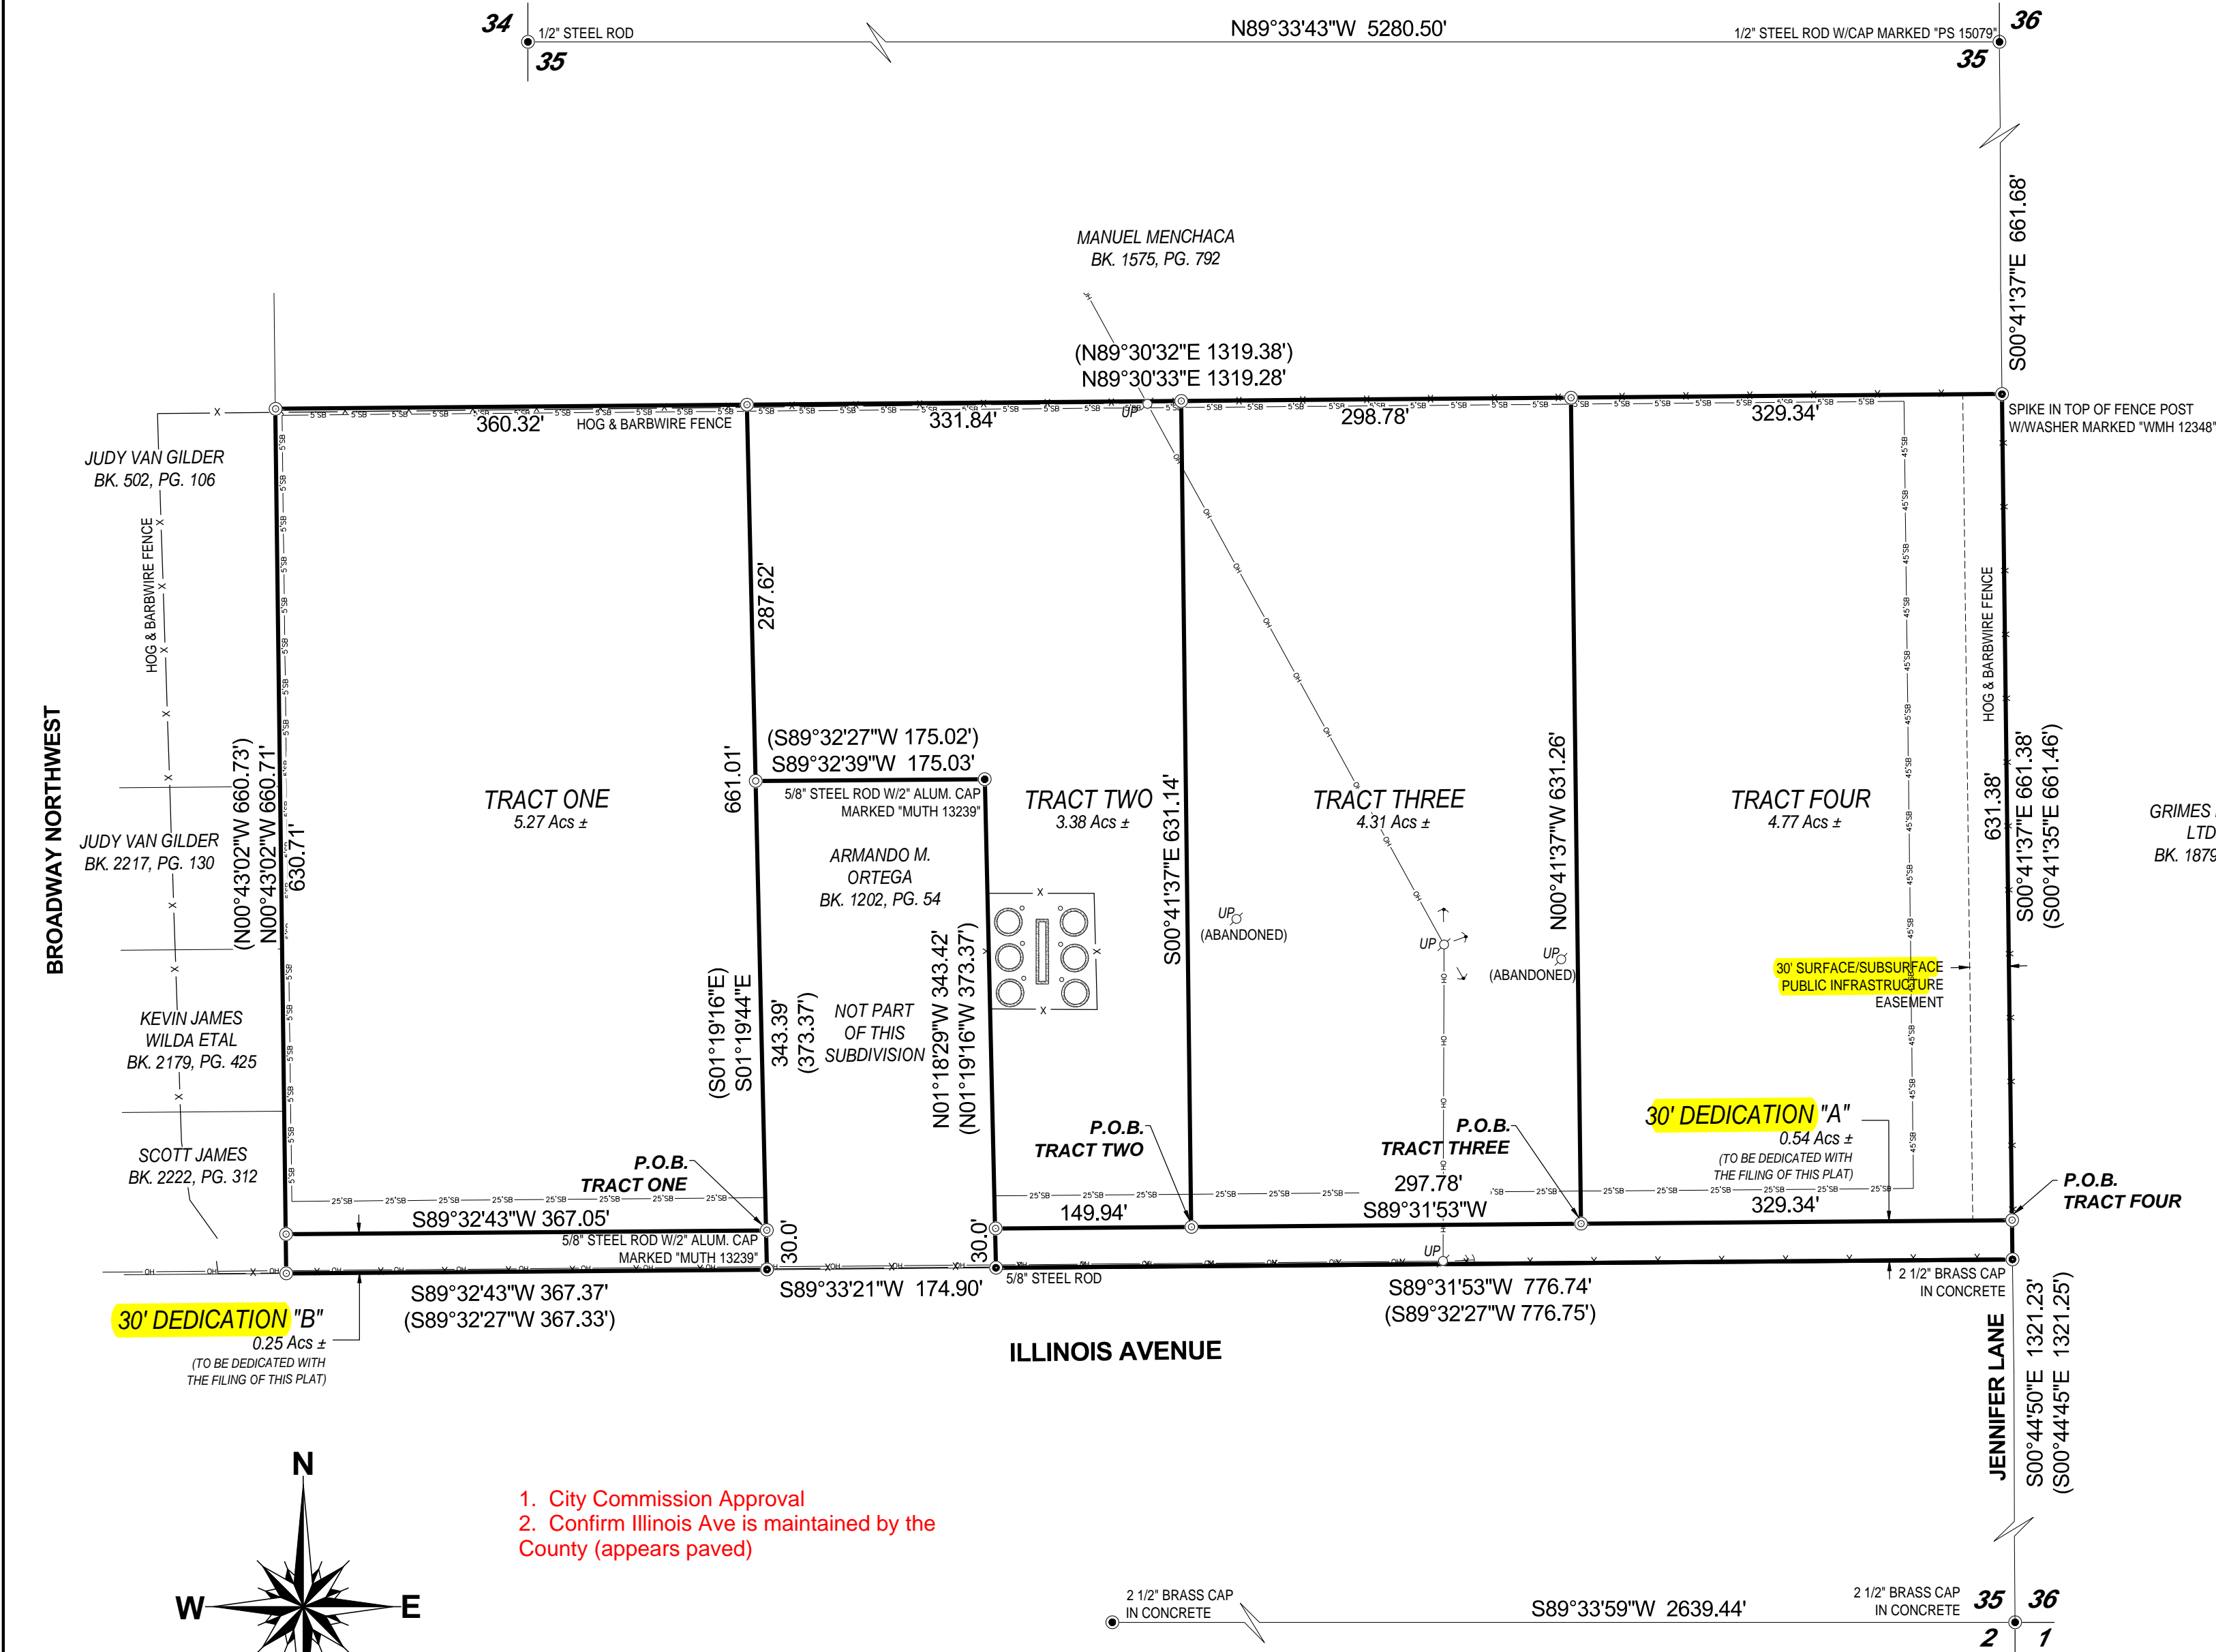 34
35
1/2" STEEL ROD
N89°33'43"W 5280.50'
1/2" STEEL ROD W/CAP MARKED "PS 15079"
36
35
S00°41'37"E 661.68'
MANUEL MENCHACA
BK. 1575, PG. 792
OH
(N89°30'32"E 1319.38')
N89°30'33"E 1319.28'
UP
360.32'
HOG & BARBWIRE FENCE
331.84'
298.78'
329.34'
SPIKE IN TOP OF FENCE POST
W/WASHER MARKED "WMH 12348"
5'SB
45'SB
X
JUDY VAN GILDER
BK. 502, PG. 106
HOG & BARBWIRE FENCE
JUDY VAN GILDER
BK. 2217, PG. 130
KEVIN JAMES
WILDA ETAL
BK. 2179, PG. 425
SCOTT JAMES
BK. 2222, PG. 312
BROADWAY NORTHWEST
(N00°43'02"W 660.73')
N00°43'02"W 660.71'
630.71'
TRACT ONE
5.27 Acs ±
287.62'
661.01'
(S89°32'27"W 175.02')
S89°32'39"W 175.03'
5/8" STEEL ROD W/2" ALUM. CAP
MARKED "MUTH 13239"
ARMANDO M.
ORTEGA
BK. 1202, PG. 54
NOT PART
OF THIS
SUBDIVISION
(S01°19'16"E)
S01°19'44"E
343.39'
(373.37')
N01°18'29"W 343.42'
(N01°19'16"W 373.37')
TRACT TWO
3.38 Acs ±
S00°41'37"E 631.14'
UP
(ABANDONED)
TRACT THREE
4.31 Acs ±
UP
UP
(ABANDONED)
N00°41'37"W 631.26'
TRACT FOUR
4.77 Acs ±
HOG & BARBWIRE FENCE
631.38'
S00°41'37"E 661.38'
(S00°41'35"E 661.46')
GRIMES
LTD
BK. 1879
30' SURFACE/SUBSURFACE
PUBLIC INFRASTRUCTURE
EASEMENT
30' DEDICATION "A"
0.54 Acs ±
(TO BE DEDICATED WITH
THE FILING OF THIS PLAT)
P.O.B.
TRACT ONE
P.O.B.
TRACT TWO
P.O.B.
TRACT THREE
P.O.B.
TRACT FOUR
25'SB
S89°32'43"W 367.05'
5/8" STEEL ROD W/2" ALUM. CAP
MARKED "MUTH 13239"
30.0'
30.0'
149.94'
297.78'
S89°31'53"W
329.34'
UP
S89°32'43"W 367.37'
(S89°32'27"W 367.33')
S89°33'21"W 174.90'
5/8" STEEL ROD
S89°31'53"W 776.74'
(S89°32'27"W 776.75')
2 1/2" BRASS CAP
IN CONCRETE
30' DEDICATION "B"
0.25 Acs ±
(TO BE DEDICATED WITH
THE FILING OF THIS PLAT)
ILLINOIS AVENUE
JENNIFER LANE
S00°44'50"E 1321.23'
(S00°44'45"E 1321.25')
N
W
E
1. City Commission Approval
2. Confirm Illinois Ave is maintained by the
County (appears paved)
2 1/2" BRASS CAP
IN CONCRETE
S89°33'59"W 2639.44'
2 1/2" BRASS CAP
IN CONCRETE
35
36
2
1